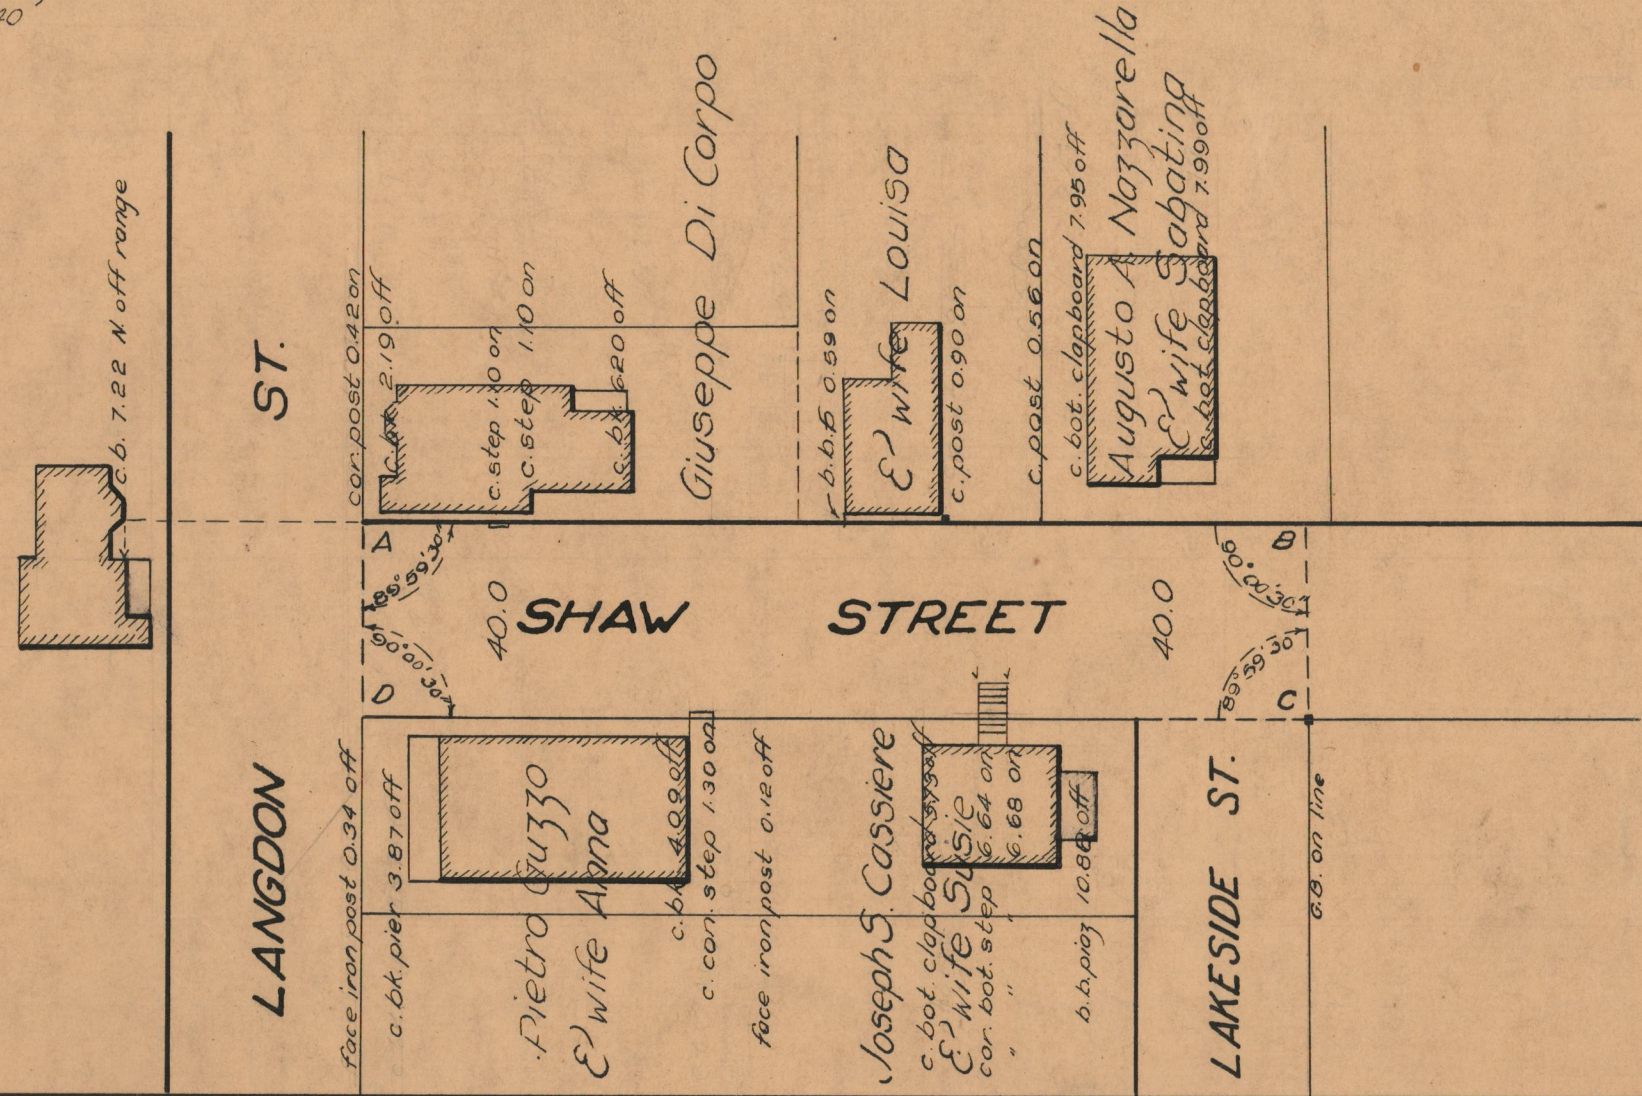 20
c.b. 7.22 N off range
LANGDON ST.
cor. post 0.42 on
c. bk. 2.19 off
c. step 1.10 on
c. step 1.10 on
c. bk. 6.20 off
Giuseppe Di Corpo
b.b.f. 0.59 on
& wife Louisa
c. post 0.90 on
c. post 0.56 on
c. bot. clapboard 7.95 off
Augusto A. Nazzarella
& wife Sabatina
c. bot. clapboard 7.99 off
A
89°59'30"
B
90°00'30"
40.0
SHAW STREET
40.0
D
90°00'30"
C
89°59'30"
face iron post 0.34 off
c. bk. pier 3.87 off
Pietro Guzzo
& wife Anna
c. bk. 4.09 off
c. con. step 1.30 on
face iron post 0.12 off
Joseph S. Cassiere
c. bot. clapboard 5.73 off
& wife Susie
cor. bot. step 6.64 on
" " " 6.68 on
b.b. piaz 10.88 off
LAKESIDE ST.
G.B. on line